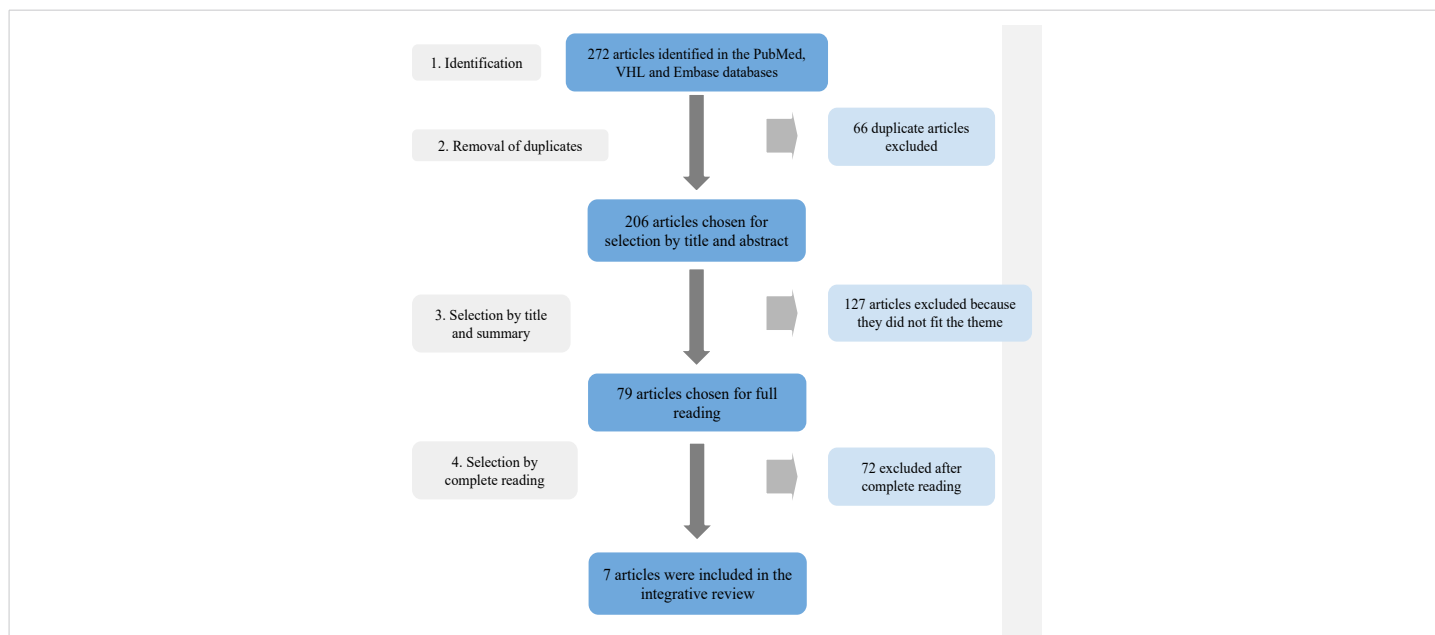 1. Identification
272 articles identified in the PubMed,
VHL and Embase databases
2. Removal of duplicates
66 duplicate articles
excluded
206 articles chosen for
selection by title and abstract
3. Selection by title
and summary
127 articles excluded because
they did not fit the theme
79 articles chosen for full
reading
4. Selection by
complete reading
72 excluded after
complete reading
7 articles were included in the
integrative review